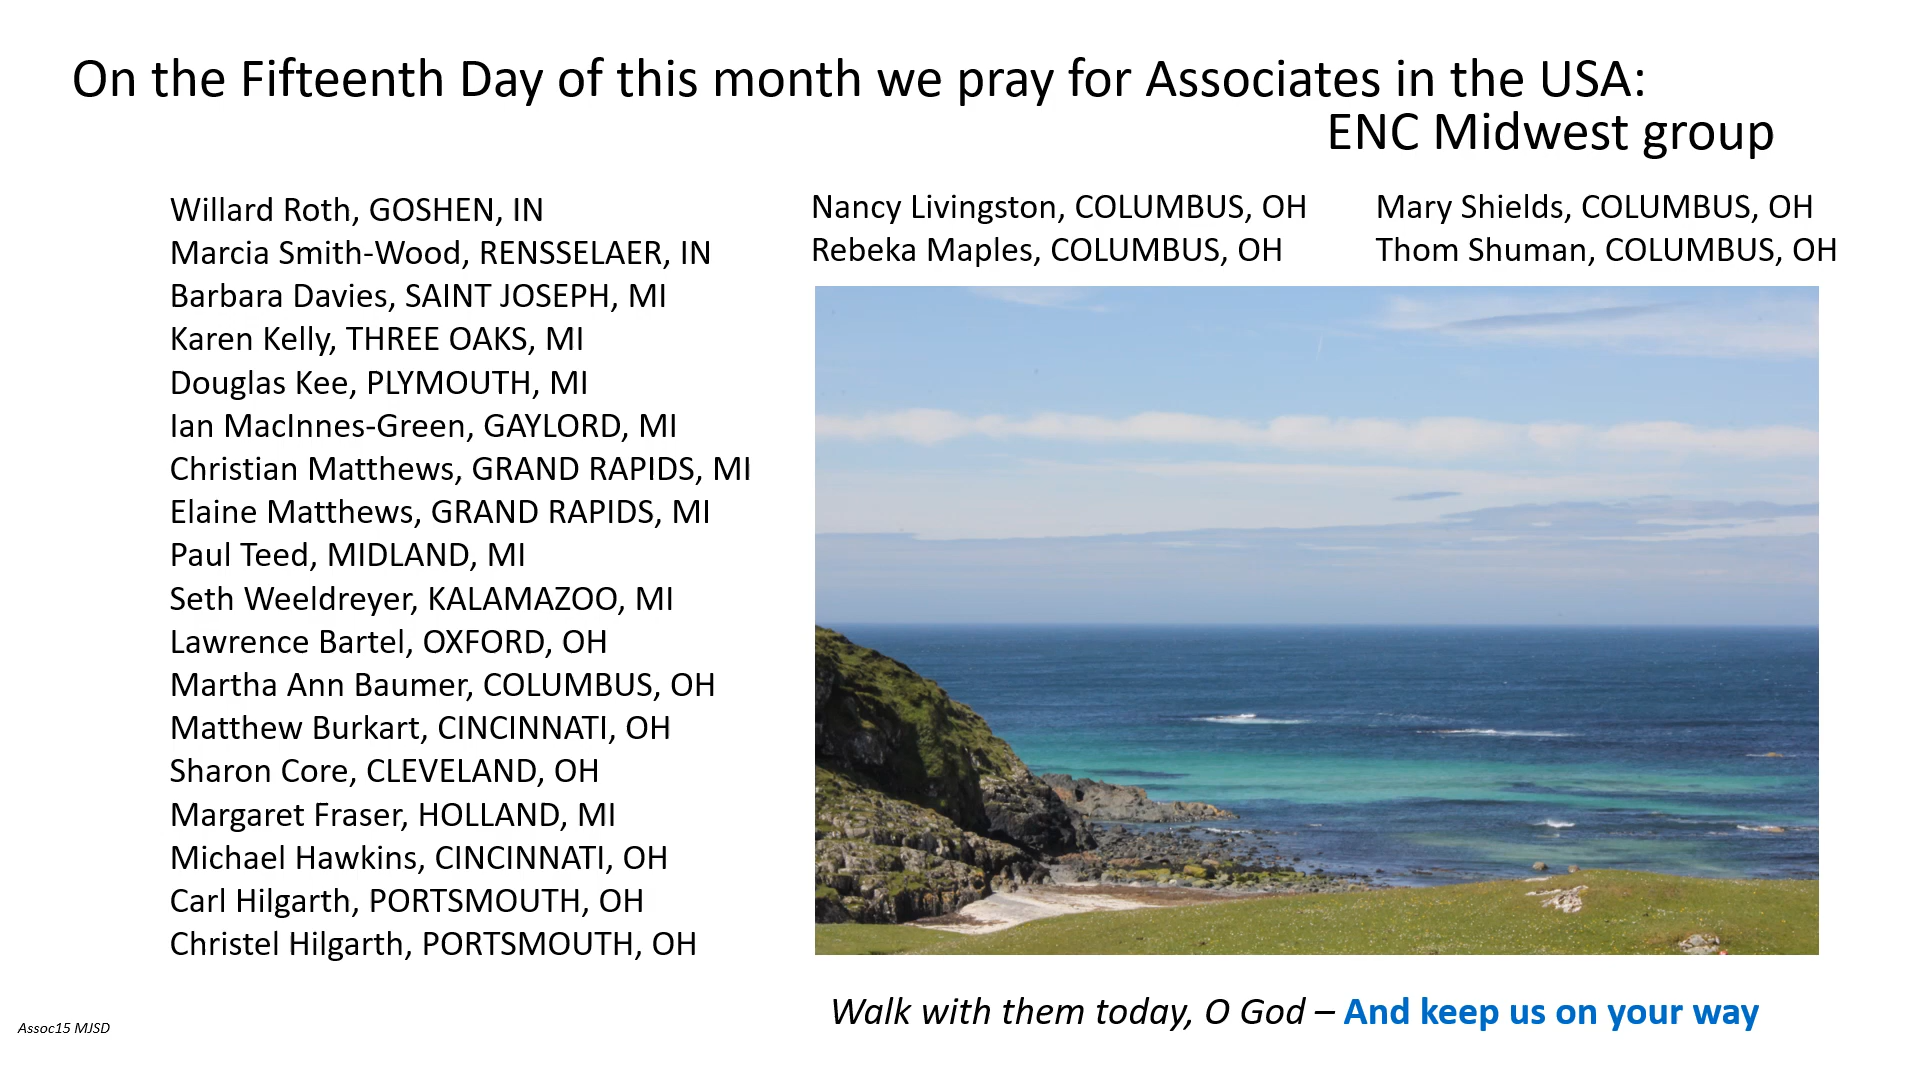 On the Fifteenth Day of this month we pray for Associates in the USA:
ENC Midwest group
Willard Roth, GOSHEN, IN
Marcia Smith-Wood, RENSSELAER, IN
Barbara Davies, SAINT JOSEPH, MI
Karen Kelly, THREE OAKS, MI
Douglas Kee, PLYMOUTH, MI
Ian MacInnes-Green, GAYLORD, MI
Christian Matthews, GRAND RAPIDS, MI
Elaine Matthews, GRAND RAPIDS, MI
Paul Teed, MIDLAND, MI
Seth Weeldreyer, KALAMAZOO, MI
Lawrence Bartel, OXFORD, OH
Martha Ann Baumer, COLUMBUS, OH
Matthew Burkart, CINCINNATI, OH
Sharon Core, CLEVELAND, OH
Margaret Fraser, HOLLAND, MI
Michael Hawkins, CINCINNATI, OH
Carl Hilgarth, PORTSMOUTH, OH
Christel Hilgarth, PORTSMOUTH, OH
Nancy Livingston, COLUMBUS, OH
Rebeka Maples, COLUMBUS, OH
Mary Shields, COLUMBUS, OH
Thom Shuman, COLUMBUS, OH
Walk with them today, O God – And keep us on your way
Assoc15 MJSD